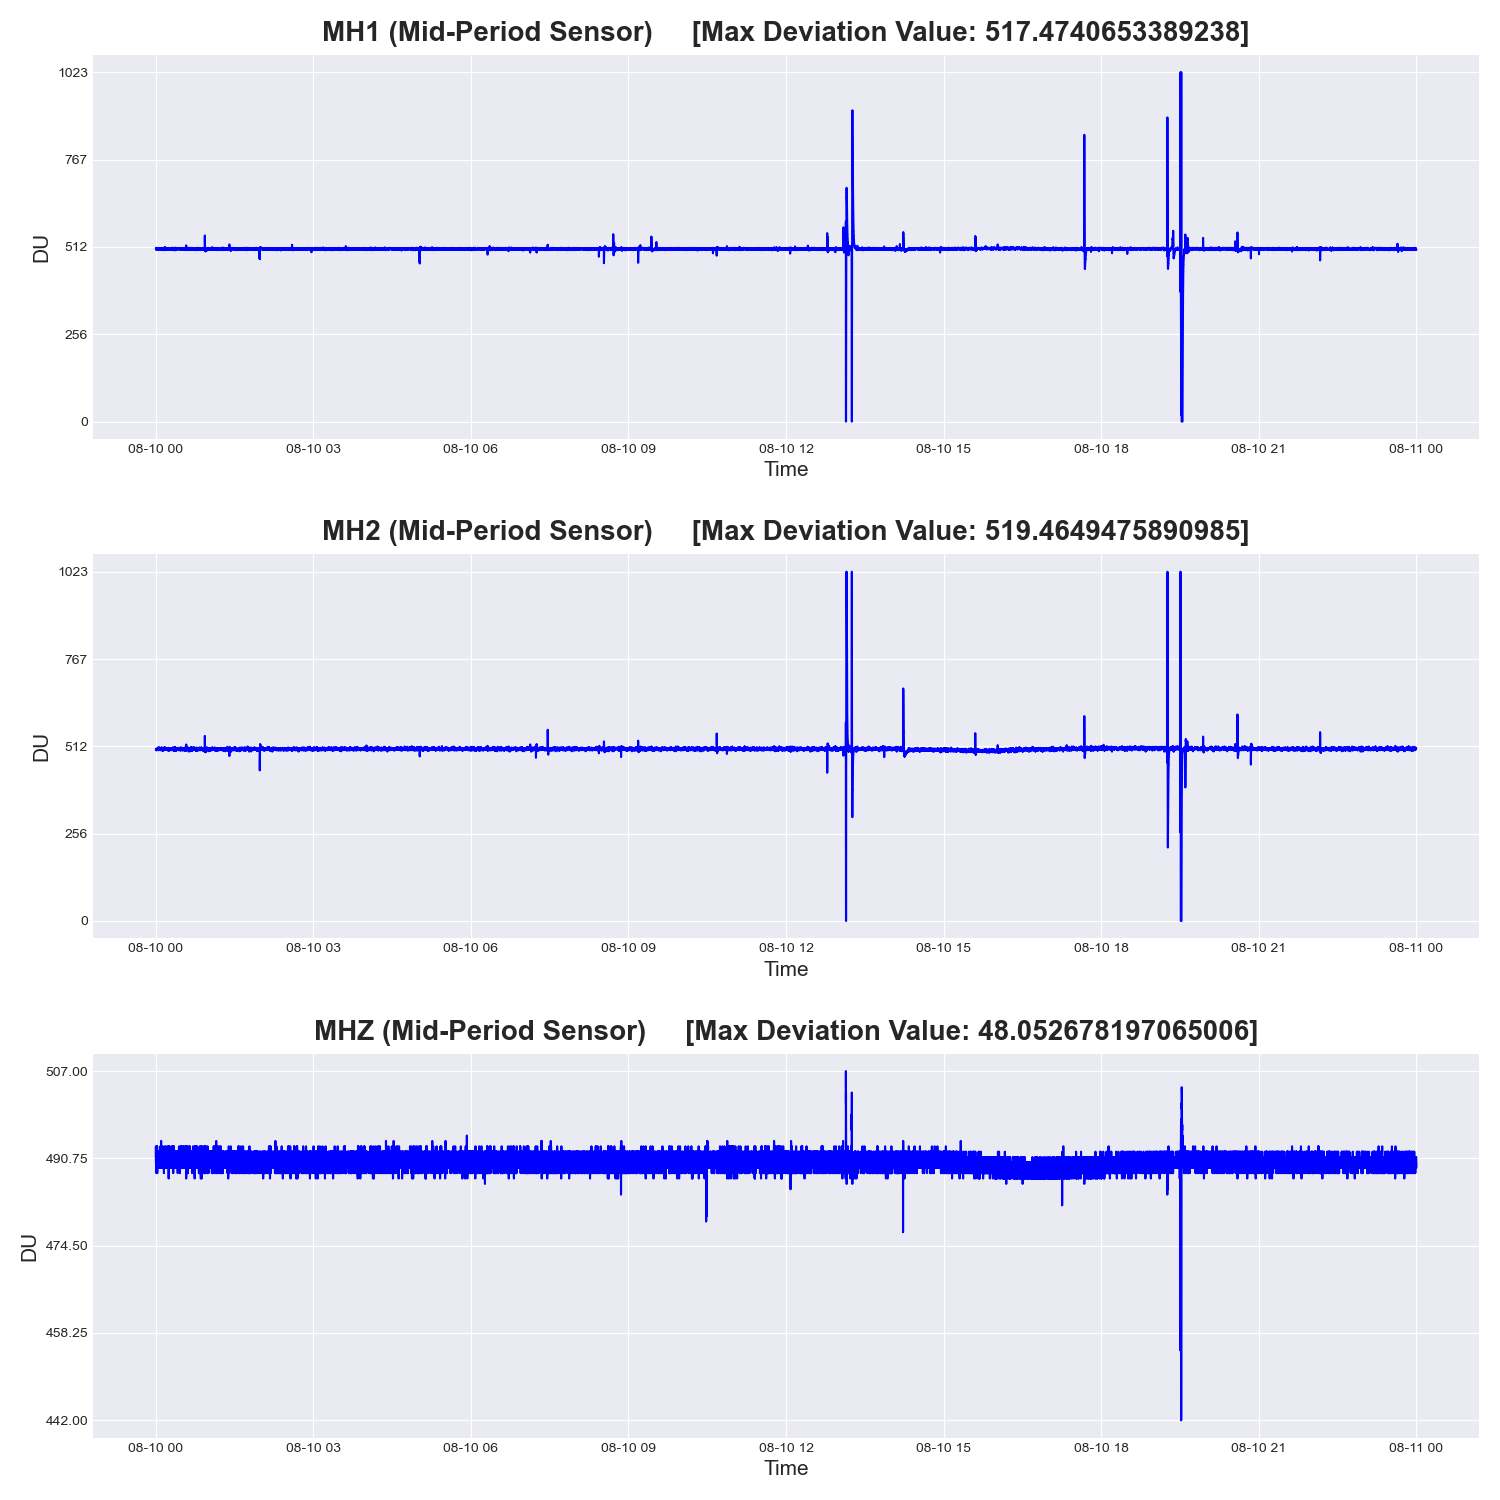 MH1 (Mid-Period Sensor) [Max Deviation Value: 517.4740653389238]
1023
767
512
256
0
DU
08-10 00 08-10 03 08-10 06 08-10 09 08-10 12 08-10 15 08-10 18 08-10 21 08-11 00
Time
MH2 (Mid-Period Sensor) [Max Deviation Value: 519.4649475890985]
1023
767
512
256
0
DU
08-10 00 08-10 03 08-10 06 08-10 09 08-10 12 08-10 15 08-10 18 08-10 21 08-11 00
Time
MHZ (Mid-Period Sensor) [Max Deviation Value: 48.052678197065006]
507.00
490.75
474.50
458.25
442.00
DU
08-10 00 08-10 03 08-10 06 08-10 09 08-10 12 08-10 15 08-10 18 08-10 21 08-11 00
Time